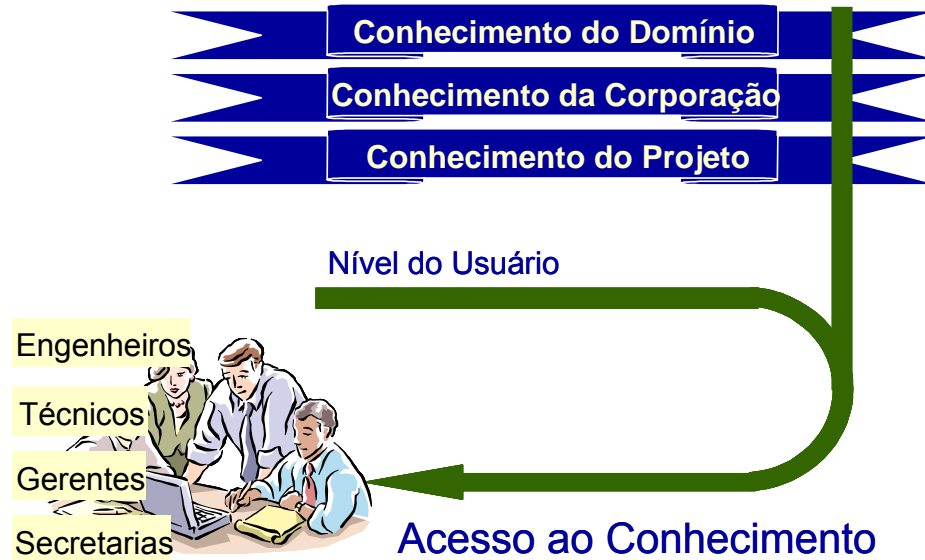 Conhecimento do Domínio
Conhecimento da Corporação
Conhecimento do Projeto
Nível do Usuário
Engenheiros
Técnicos
Gerentes
Secretarias
Acesso ao Conhecimento